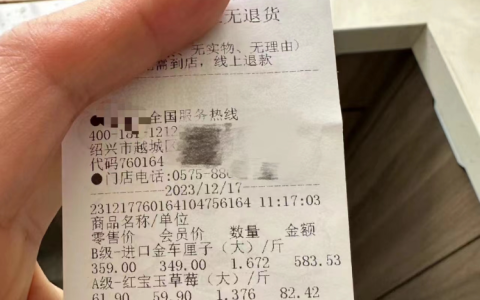 无退货
、无实物、无理由)
需到店,线上退款
全国服务热线
400-1 1-1212
绍兴市越城区
代码760164
●门店电话:0575-88
2023/12/17
231217760164104756164 11:17:03
商品名称/单位
零售价 会员价 数量 金额
B级-进口金车厘子(大)/斤
359.00 349.00 1.672 583.53
A级-红宝玉草莓(大)/斤
61.90 59.90 1.376 82.42